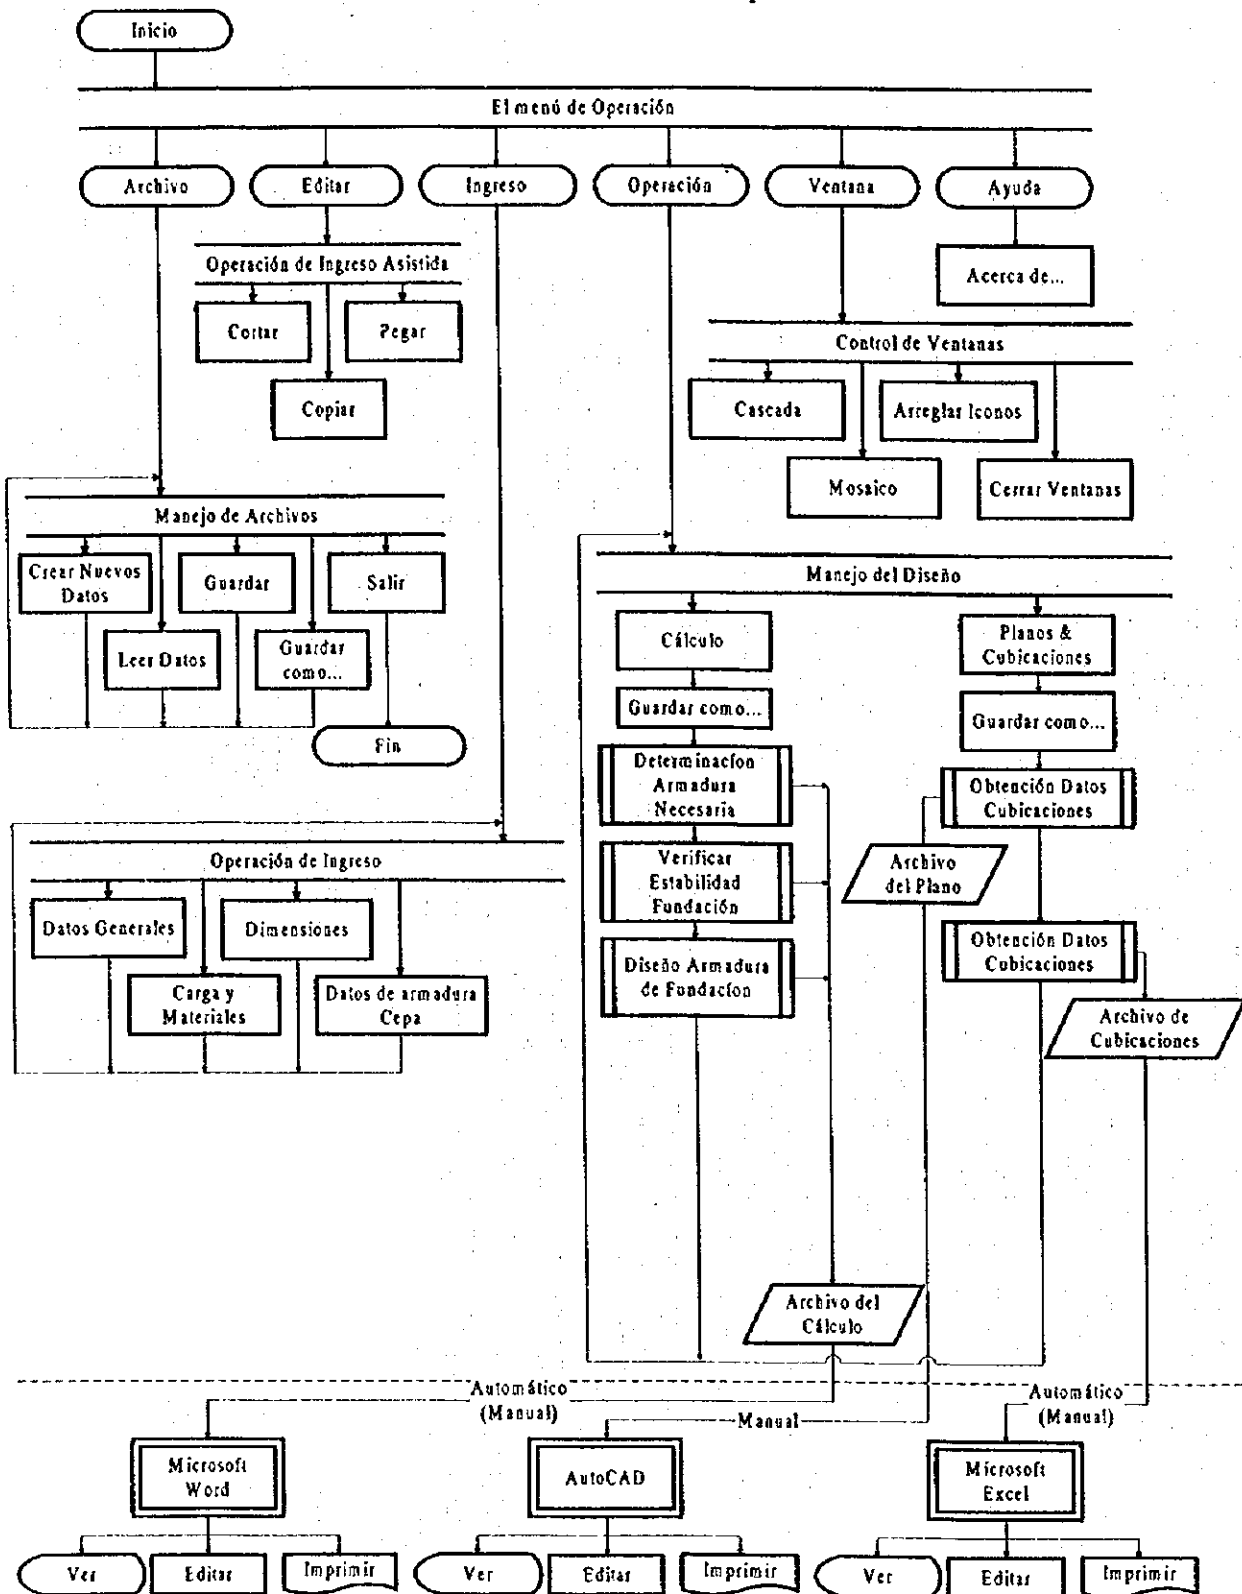 Inicio
El menú de Operación
Archivo
Editar
Ingreso
Operación
Ventana
Ayuda
Operación de Ingreso Asistida
Cortar
Pegar
Copiar
Acerca de...
Control de Ventanas
Cascada
Arreglar Iconos
Mosaico
Cerrar Ventanas
Manejo de Archivos
Crear Nuevos
Datos
Guardar
Salir
Leer Datos
Guardar
como...
Fin
Manejo del Diseño
Cálculo
Guardar como...
Determinacíon
Armadura
Necesaria
Verificar
Estabilidad
Fundación
Diseño Armadura
de Fundacíon
Planos &
Cubicaciones
Guardar como...
Obtención Datos
Cubicaciones
Archivo
del Plano
Obtención Datos
Cubicaciones
Archivo de
Cubicaciones
Operación de Ingreso
Datos Generales
Dimensiones
Carga y
Materiales
Datos de armadura
Cepa
Archivo del
Cálculo
Automático
(Manual)
Manual
Automático
(Manual)
Microsoft
Word
AutoCAD
Microsoft
Excel
Ver
Editar
Imprimir
Ver
Editar
Imprimir
Ver
Editar
Imprimir